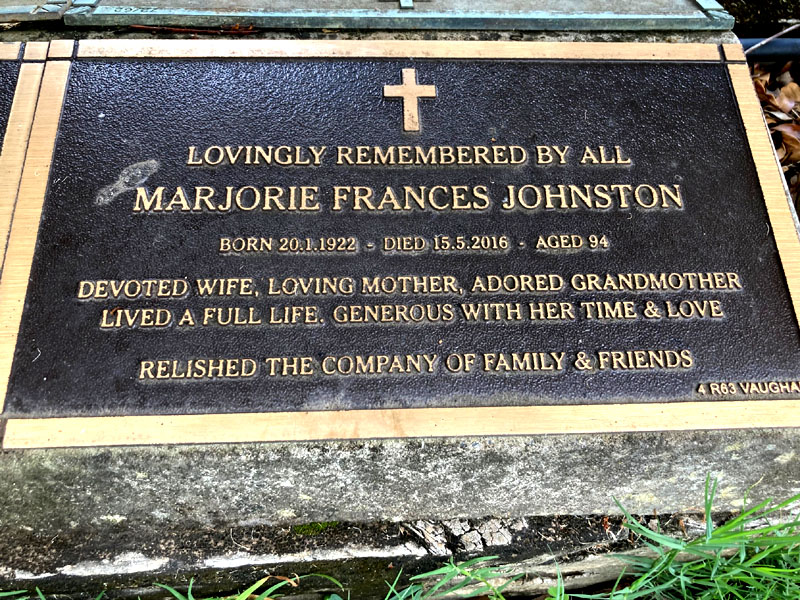 LOVINGLY REMEMBERED BY ALL
MARJORIE FRANCES JOHNSTON
BORN 20.1.1922 - DIED 15.5.2016 - AGED 94
DEVOTED WIFE, LOVING MOTHER, ADORED GRANDMOTHER
LIVED A FULL LIFE. GENEROUS WITH HER TIME & LOVE
RELISHED THE COMPANY OF FAMILY & FRIENDS
4 R63 VAUGHA